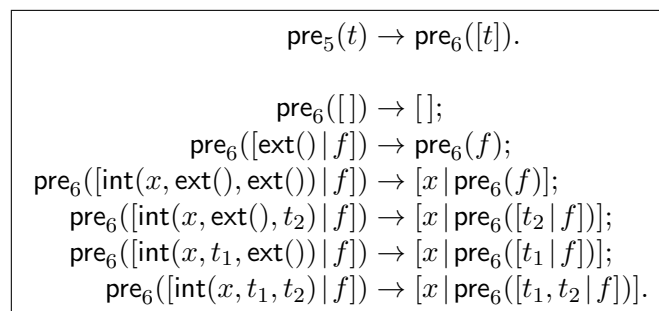 pre₅(t) → pre₆([t]).
pre₆([]) → [];
pre₆([ext() | f]) → pre₆(f);
pre₆([int(x, ext(), ext()) | f]) → [x | pre₆(f)];
pre₆([int(x, ext(), t₂) | f]) → [x | pre₆([t₂ | f])];
pre₆([int(x, t₁, ext()) | f]) → [x | pre₆([t₁ | f])];
pre₆([int(x, t₁, t₂) | f]) → [x | pre₆([t₁, t₂ | f])].